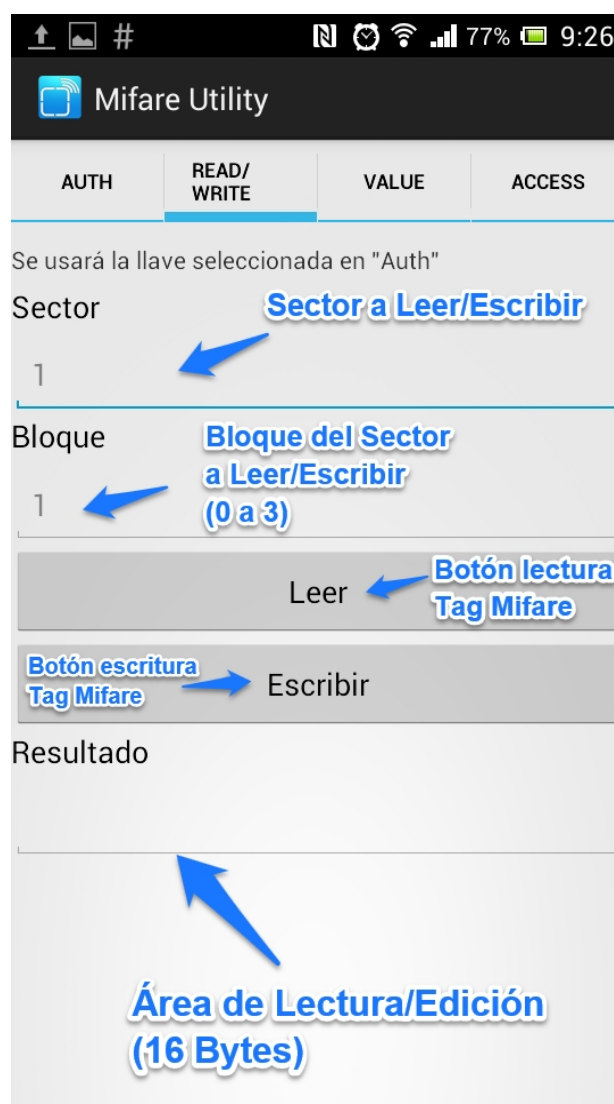 # 77% 9:26
Mifare Utility
AUTH READ/ VALUE ACCESS
WRITE
Se usará la llave seleccionada en "Auth"
Sector
Sector a Leer/Escribir
1
Bloque
Bloque del Sector
a Leer/Escribir
(0 a 3)
1
Leer
Botón lectura
Tag Mifare
Botón escritura
Tag Mifare
Escribir
Resultado
Área de Lectura/Edición
(16 Bytes)